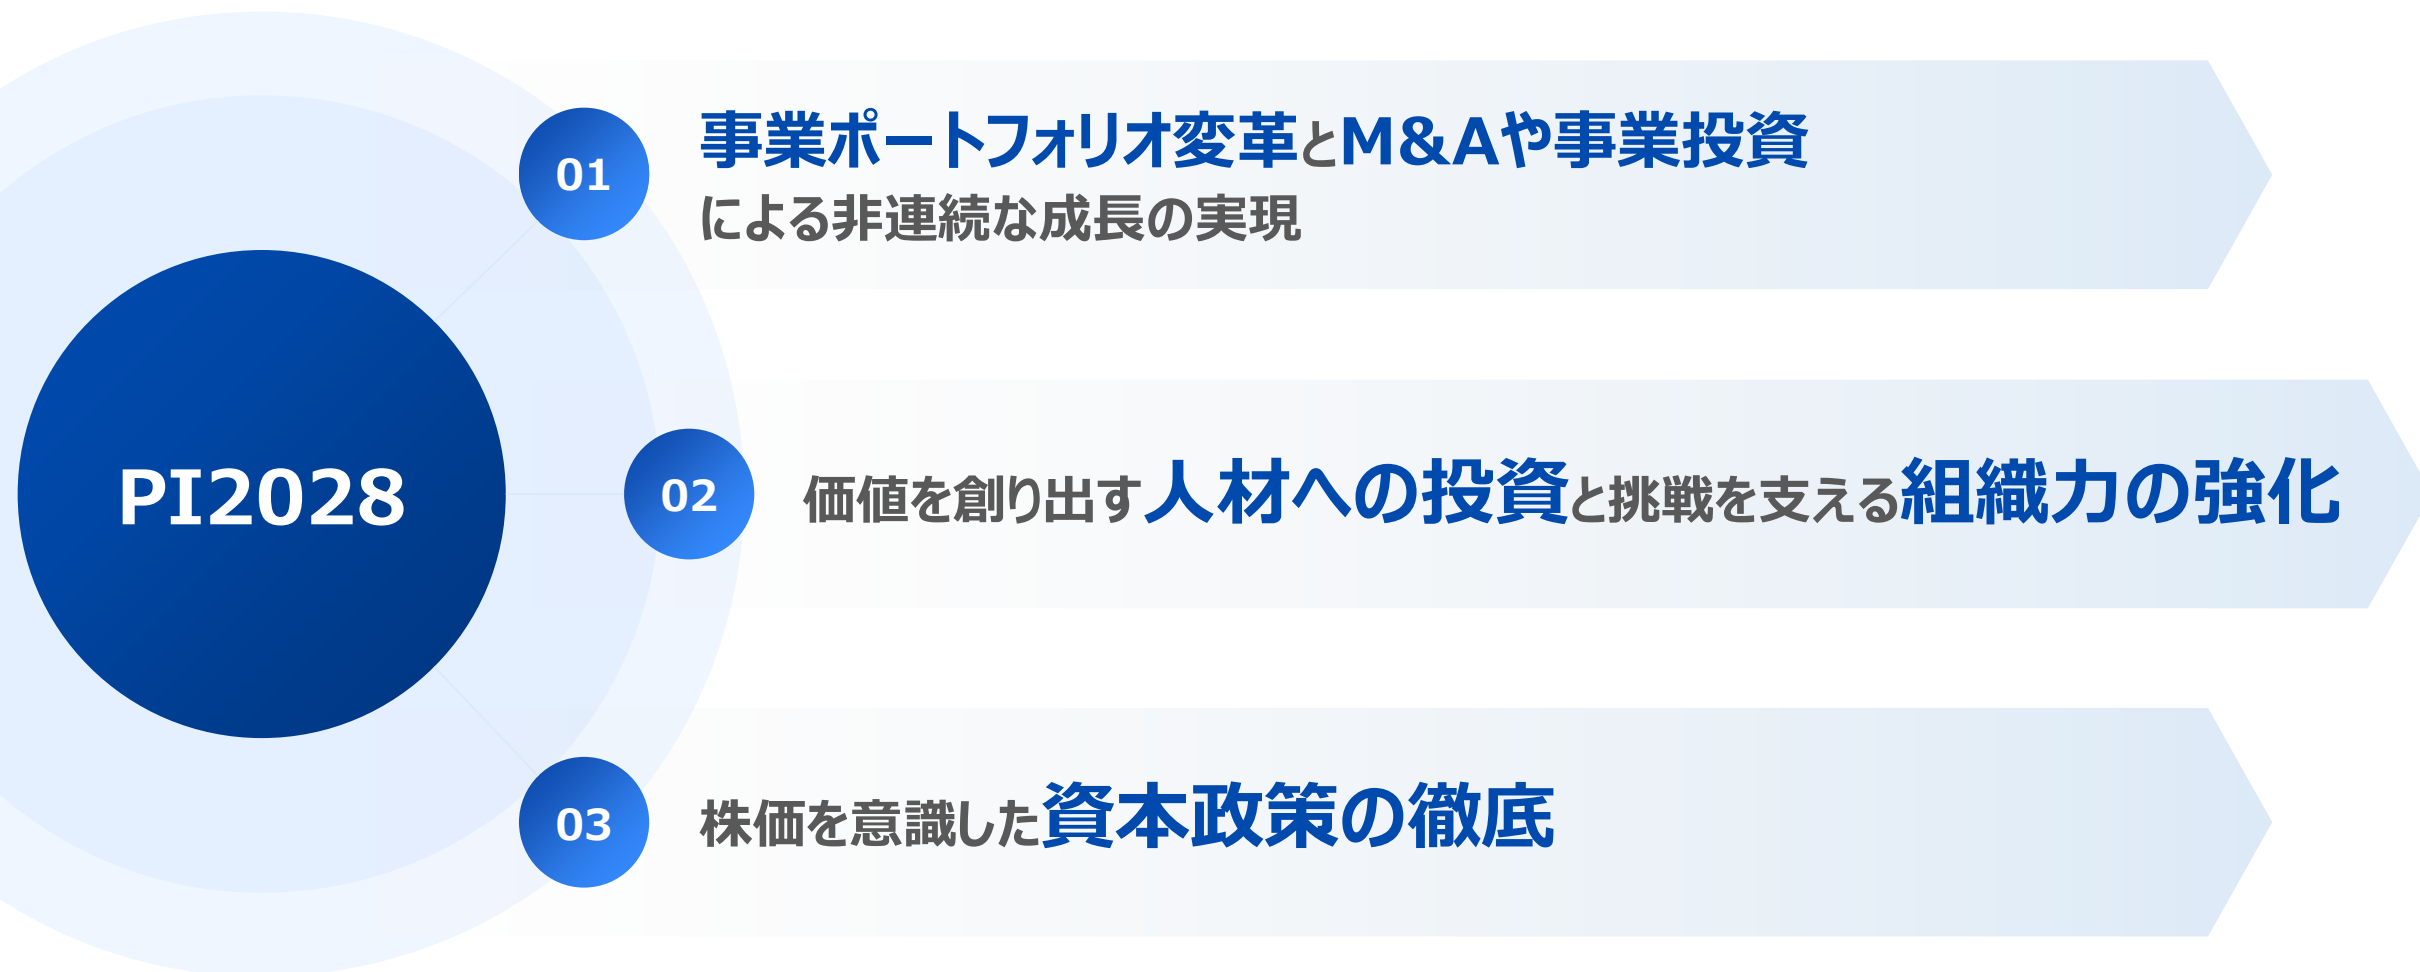 PI2028
01
事業ポートフォリオ変革とM&Aや事業投資
による非連続な成長の実現
02
価値を創り出す人材への投資と挑戦を支える組織力の強化
03
株価を意識した資本政策の徹底